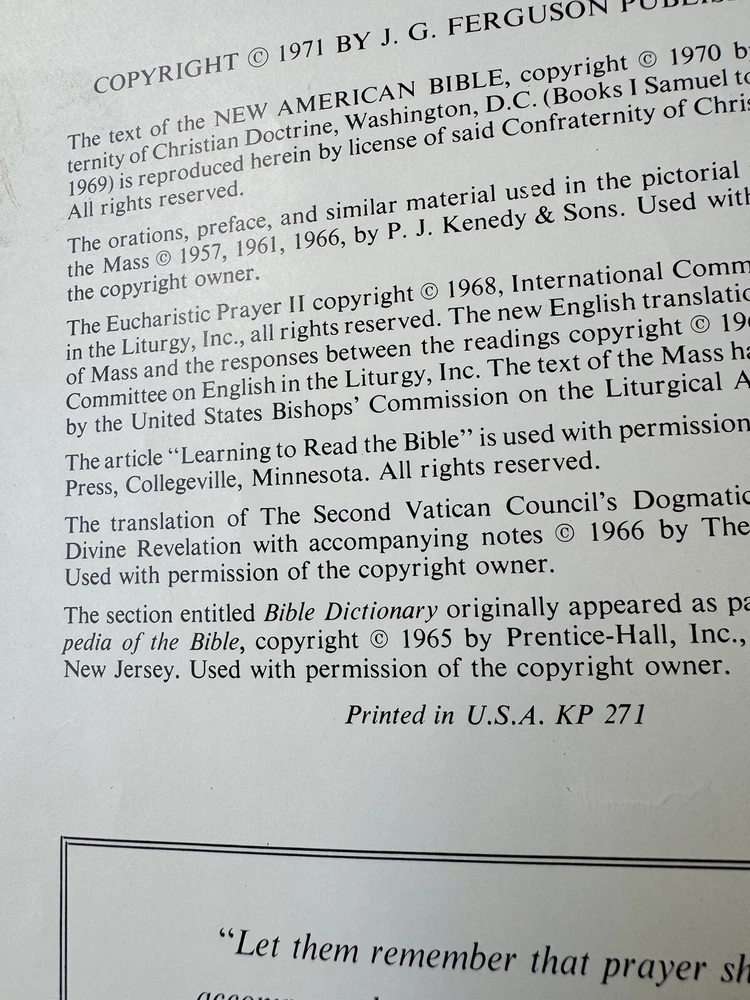 COPYRIGHT © 1971 BY J. G. FERGUSON
The text of the NEW AMERICAN BIBLE, copyright © 1970
ternity of Christian Doctrine, Washington, D.C. (Books I Samuel to
1969) is reproduced herein by license of said Confraternity of
All rights reserved.
The orations, preface, and similar material used in the pictorial
the Mass © 1957, 1961, 1966, by P. J. Kenedy & Sons. Used with
the copyright owner.
The Eucharistic Prayer II copyright © 1968, International
in the Liturgy, Inc., all rights reserved. The new English
of Mass and the responses between the readings copyright ©
Committee on English in the Liturgy, Inc. The text of the Mass
by the United States Bishops' Commission on the Liturgical
The article “Learning to Read the Bible” is used with permission
Press, Collegeville, Minnesota. All rights reserved.
The translation of The Second Vatican Council's Dogmatic
Divine Revelation with accompanying notes © 1966 by The
Used with permission of the copyright owner.
The section entitled Bible Dictionary originally appeared as
pedia of the Bible, copyright © 1965 by Prentice-Hall, Inc.,
New Jersey. Used with permission of the copyright owner.
Printed in U.S.A. KP 271
“Let them remember that prayer